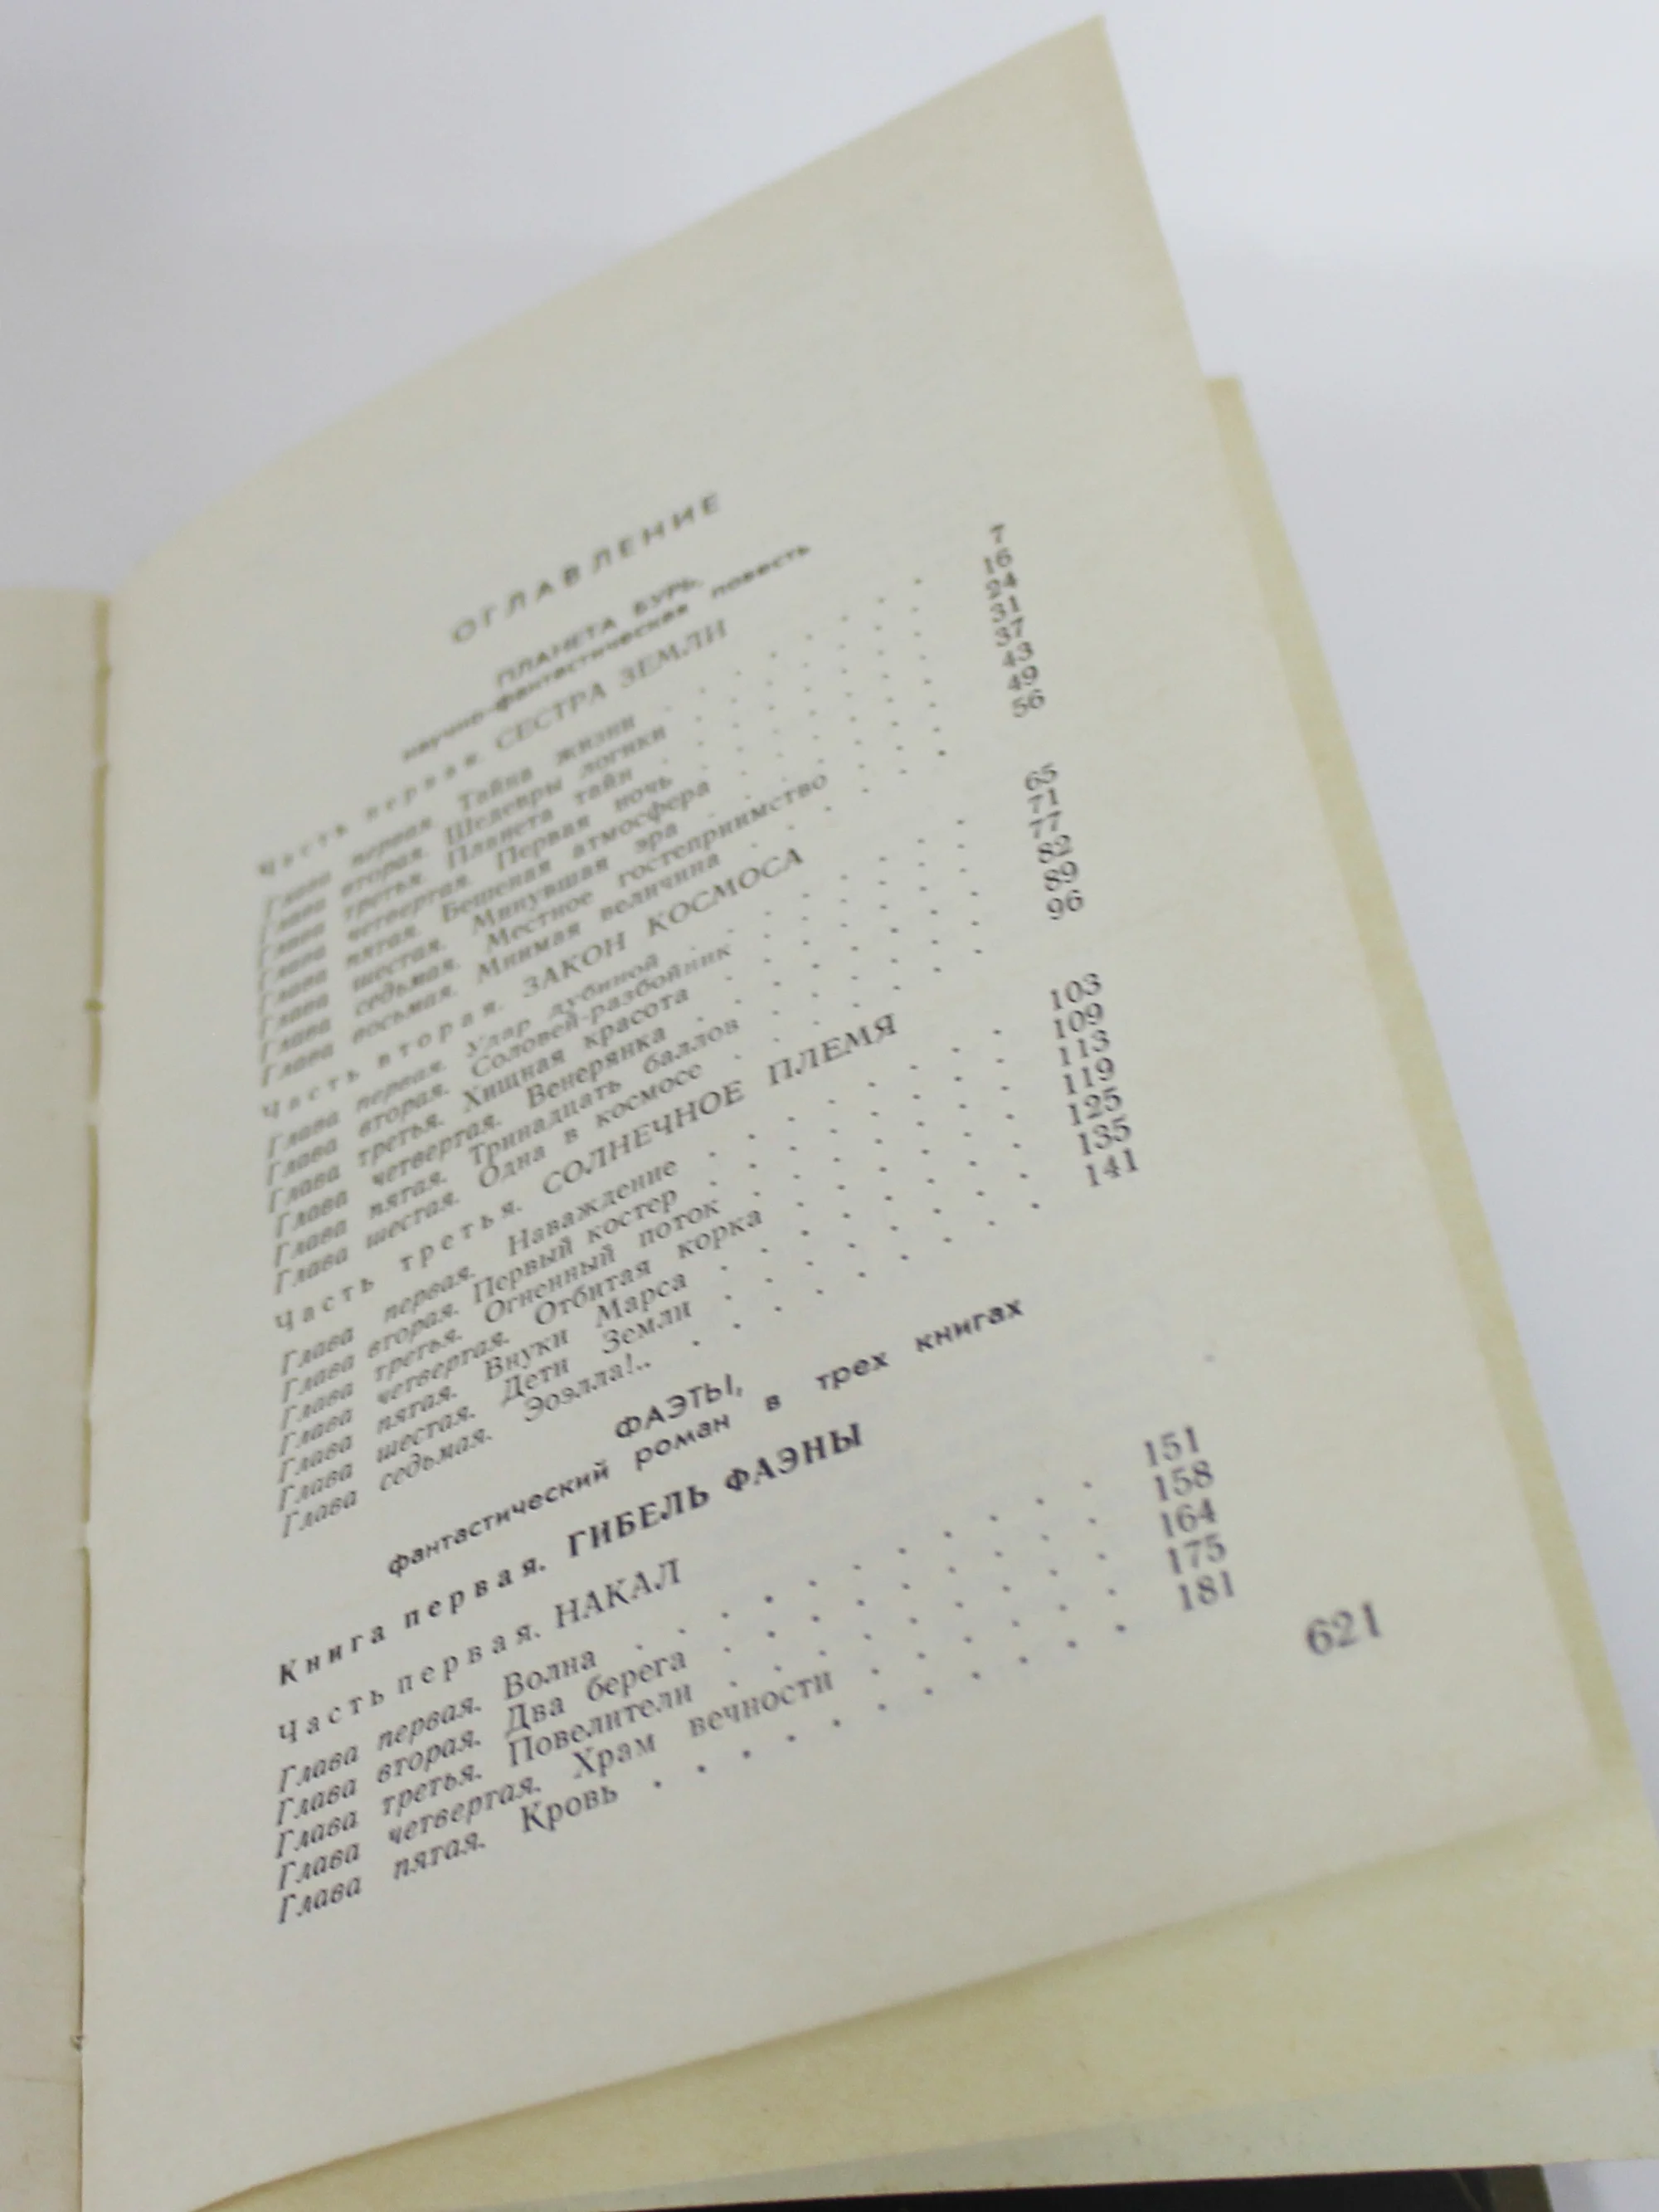 ОГЛАВЛЕНИЕ
ПЛАНЕТА БУРЬ,
научно-фантастическая повесть
Часть первая. СЕСТРА ЗЕМЛИ
Глава первая. Тайна жизни . . . . . 7
Глава вторая. Шедевры логики . . . . . 16
Глава третья. Планета тайн . . . . . 24
Глава четвертая. Первая ночь . . . . . 31
Глава пятая. Бешеная атмосфера . . . . . 37
Глава шестая. Минувшая эра . . . . . 43
Глава седьмая. Местное гостеприимство . . . . . 49
Глава восьмая. Мнимая величина . . . . . 56
Часть вторая. ЗАКОН КОСМОСА
Глава первая. Удар дубиной . . . . . 65
Глава вторая. Соловей-разбойник . . . . . 71
Глава третья. Хищная красота . . . . . 77
Глава четвертая. Венерянка . . . . . 82
Глава пятая. Тринадцать баллов . . . . . 89
Глава шестая. Одна в космосе . . . . . 96
Часть третья. СОЛНЕЧНОЕ ПЛЕМЯ
Глава первая. Наваждение . . . . . 103
Глава вторая. Первый костер . . . . . 109
Глава третья. Огненный поток . . . . . 113
Глава четвертая. Отбитая корка . . . . . 119
Глава пятая. Внуки Марса . . . . . 125
Глава шестая. Дети Земли . . . . . 135
Глава седьмая. Эоэлла!.. . . . . . 141
ФАЭТЫ,
фантастический роман в трех книгах
Книга первая. ГИБЕЛЬ ФАЭНЫ
Часть первая. НАКАЛ
Глава первая. Волна . . . . . 151
Глава вторая. Два берега . . . . . 158
Глава третья. Повелители . . . . . 164
Глава четвертая. Храм вечности . . . . . 175
Глава пятая. Кровь . . . . . 181
621